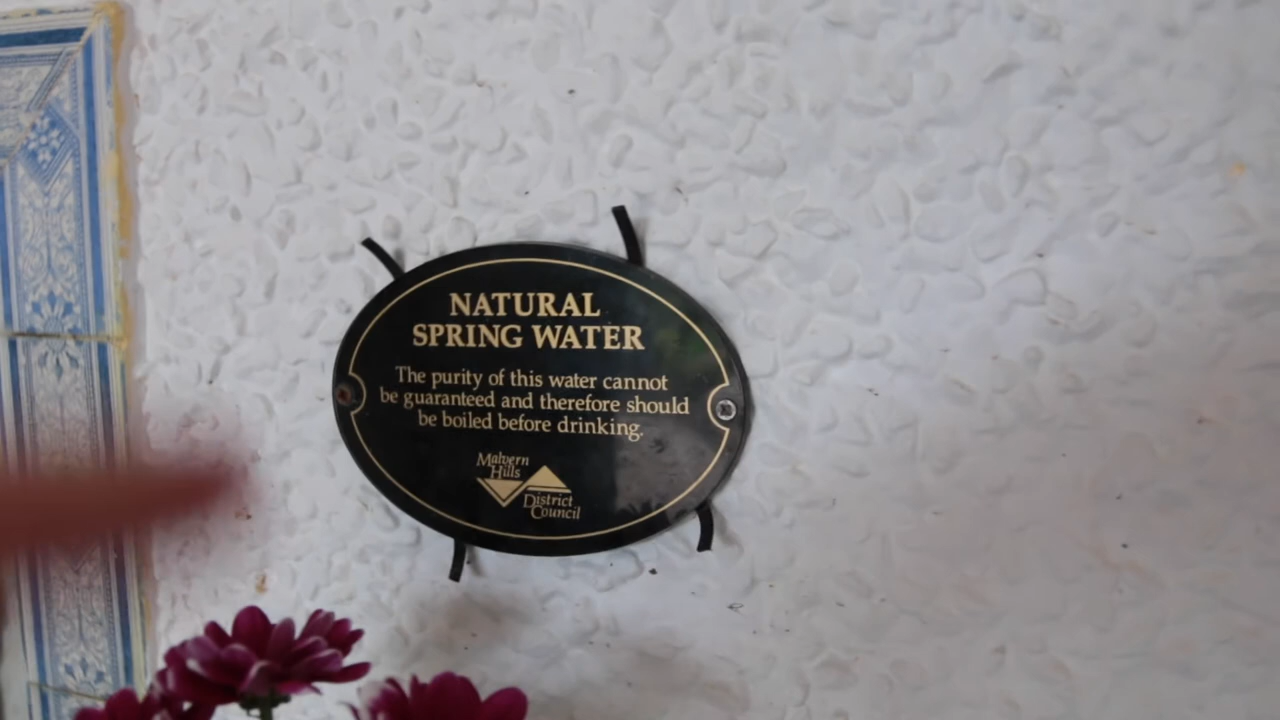 NATURAL
SPRING WATER
The purity of this water cannot
be guaranteed and therefore should
be boiled before drinking.
Malvern
Hills
District
Council